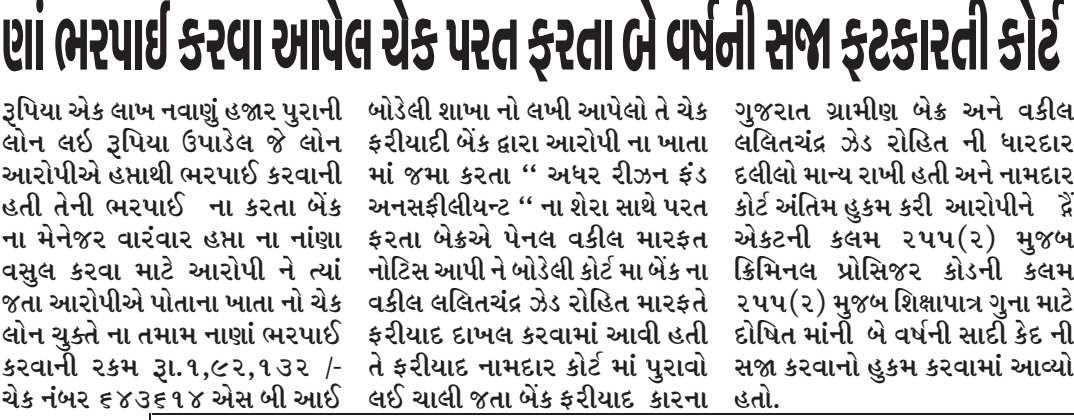 ણાં ભરપાઈ કરવા આપેલ ચેક પરત ફરતા બે વર્ષની સજા ફટકારતી કોર્ટ
રૂપિયા એક લાખ નવાણું હજાર પુરાની
લોન લઇ રૂપિયા ઉપાડેલ જે લોન
આરોપીએ હપ્તાથી ભરપાઈ કરવાની
હતી તેની ભરપાઈ ના કરતા બેંક
ના મેનેજર વારંવાર હપ્તા ના નાંણા
વસુલ કરવા માટે આરોપી ને ત્યાં
જતા આરોપીએ પોતાના ખાતા નો ચેક
લોન ચુક્તે ના તમામ નાણાં ભરપાઈ
કરવાની રકમ રૂા.૧,૯૨,૧૩૨ /-
ચેક નંબર ૬૪૩૬૧૪ એસ બી આઈ
બોડેલી શાખા નો લખી આપેલો તે ચેક
ફરીયાદી બેંક દ્વારા આરોપી ના ખાતા
માં જમા કરતા “ અધર રીઝન ફંડ
અનસફીલીયન્ટ “ ના શેરા સાથે પરત
ફરતા બેંકએ પેનલ વકીલ મારફત
નોટિસ આપી ને બોડેલી કોર્ટ મા બેંક ના
વકીલ લલિતચંદ્ર ઝેડ રોહિત મારફતે
ફરીયાદ દાખલ કરવામાં આવી હતી
તે ફરીયાદ નામદાર કોર્ટ માં પુરાવો
લઈ ચાલી જતા બેંક ફરીયાદ કારના
ગુજરાત ગ્રામીણ બેંક અને વકીલ
લલિતચંદ્ર ઝેડ રોહિત ની ધારદાર
દલીલો માન્ય રાખી હતી અને નામદાર
કોર્ટ અંતિમ હુકમ કરી આરોપીને
એકટની કલમ ૨૫૫(૨) મુજબ
ક્રિમિનલ પ્રોસિજર કોડની કલમ
૨૫૫(૨) મુજબ શિક્ષાપાત્ર ગુના માટે
દોષિત માંની બે વર્ષની સાદી કેદ ની
સજા કરવાનો હુકમ કરવામાં આવ્યો
હતો.